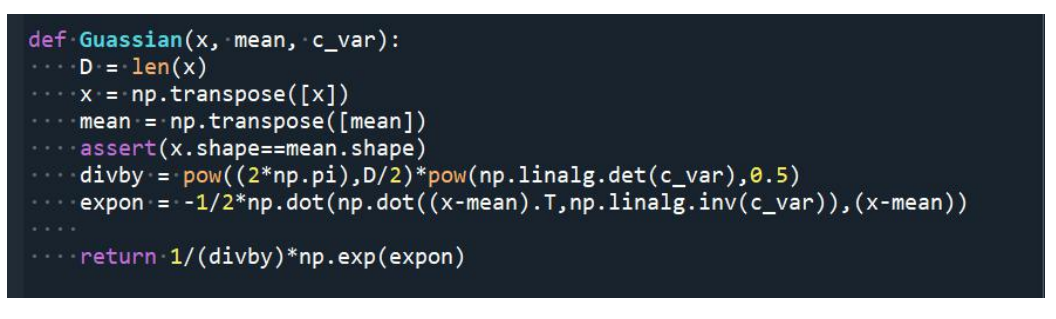 def Guassian(x, mean, c_var):
    D = len(x)
    x = np.transpose([x])
    mean = np.transpose([mean])
    assert(x.shape==mean.shape)
    divby = pow((2*np.pi),D/2)*pow(np.linalg.det(c_var),0.5)
    expon = -1/2*np.dot(np.dot((x-mean).T,np.linalg.inv(c_var)),(x-mean))
    return 1/(divby)*np.exp(expon)